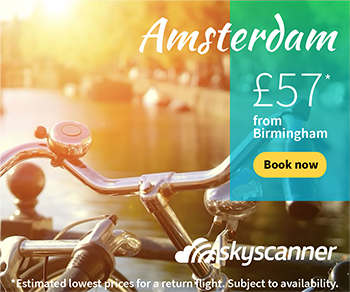 Amsterdam
£57*
from
Birmingham
Book now
skyscanner
*Estimated lowest prices for a return flight. Subject to availability.